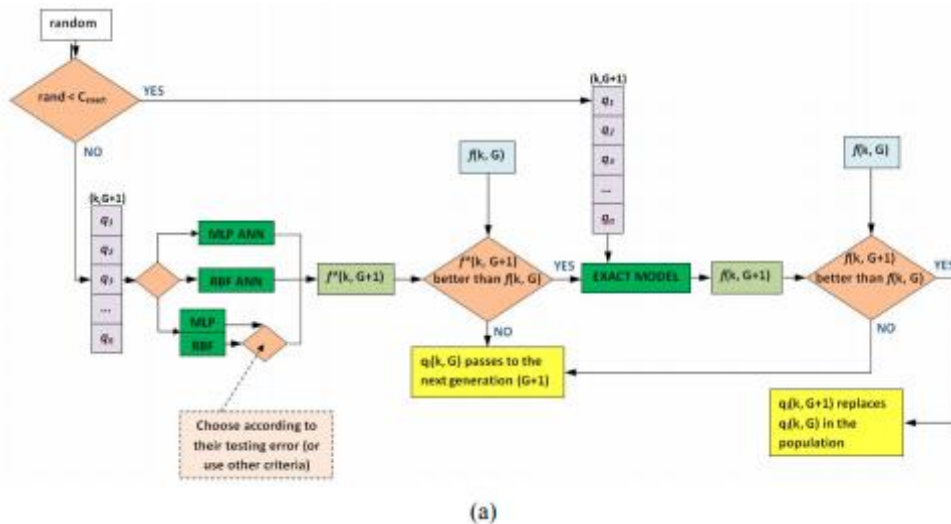 random
rand < C_exact
YES
NO
(k,G+1)
q1
q2
q3
...
qn
MLP ANN
RBF ANN
MLP
RBF
Choose according to
their testing error (or
use other criteria)
f^(k, G+1)
f(k, G)
f^(k, G+1)
better than f(k, G)
YES
NO
(k,G+1)
q1
q2
q3
...
qn
EXACT MODEL
f(k, G+1)
f(k, G)
f(k, G+1)
better than f(k, G)
YES
NO
qi(k, G) passes to the
next generation (G+1)
qi(k, G+1) replaces
qi(k, G) in the
population
(a)